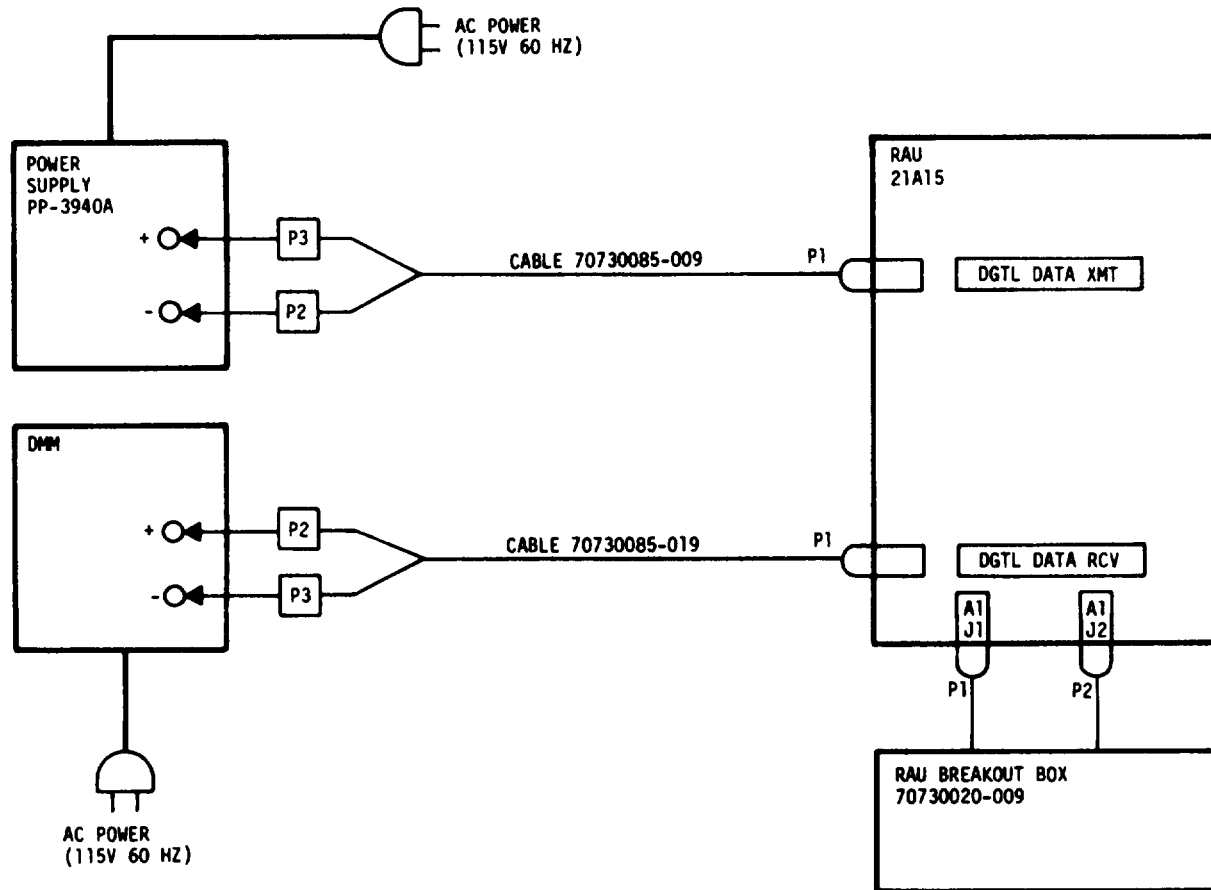 AC POWER
(115V 60 HZ)
POWER
SUPPLY
PP-3940A
+
-
P3
P2
CABLE 70730085-009
P1
RAU
21A15
DGTL DATA XMT
DMM
+
-
P2
P3
CABLE 70730085-019
P1
DGTL DATA RCV
A1
J1
A1
J2
P1
P2
RAU BREAKOUT BOX
70730020-009
AC POWER
(115V 60 HZ)